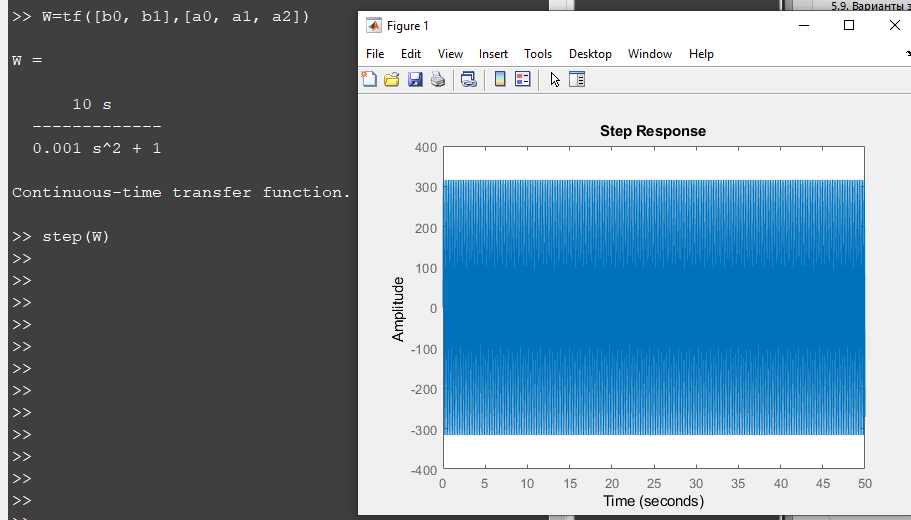 >> W=tf([b0, b1],[a0, a1, a2])
W =
10 s
-------------
0.001 s^2 + 1
Continuous-time transfer function.
>> step(W)
>>
>>
>>
>>
>>
>>
>>
>>
>>
>>
>>
>>
5.9. Варианты
Figure 1
File Edit View Insert Tools Desktop Window Help
Step Response
Amplitude
400
300
200
100
0
-100
-200
-300
-400
0 5 10 15 20 25 30 35 40 45 50
Time (seconds)